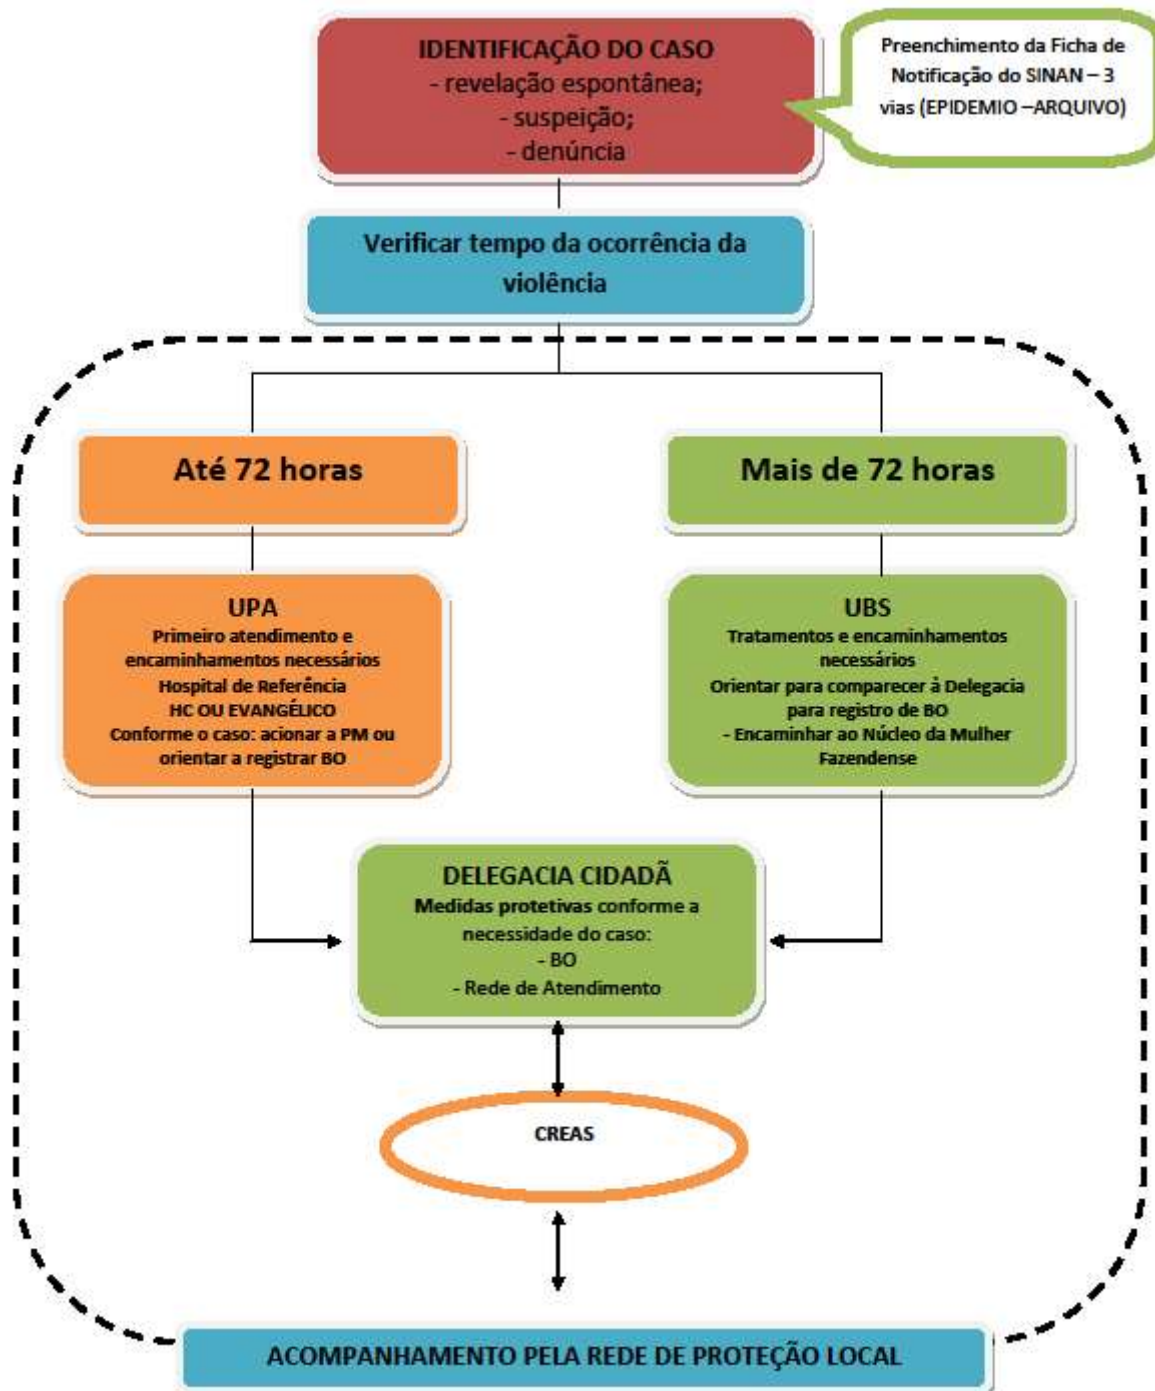 IDENTIFICAÇÃO DO CASO
- revelação espontânea;
- suspeição;
- denúncia
Preenchimento da Ficha de
Notificação do SINAN – 3
vias (EPIDEMIO –ARQUIVO)
Verificar tempo da ocorrência da
violência
Até 72 horas
Mais de 72 horas
UPA
Primeiro atendimento e
encaminhamentos necessários
Hospital de Referência
HC OU EVANGÉLICO
Conforme o caso: acionar a PM ou
orientar a registrar BO
UBS
Tratamentos e encaminhamentos
necessários
Orientar para comparecer à Delegacia
para registro de BO
- Encaminhar ao Núcleo da Mulher
Fazendense
DELEGACIA CIDADÃ
Medidas protetivas conforme a
necessidade do caso:
- BO
- Rede de Atendimento
CREAS
ACOMPANHAMENTO PELA REDE DE PROTEÇÃO LOCAL